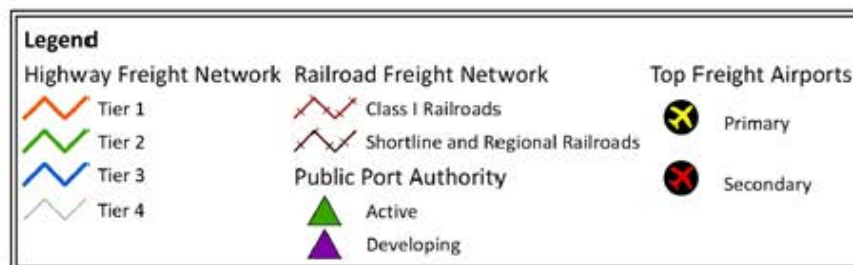 Legend
Highway Freight Network
Tier 1
Tier 2
Tier 3
Tier 4
Railroad Freight Network
Class I Railroads
Shortline and Regional Railroads
Public Port Authority
Active
Developing
Top Freight Airports
Primary
Secondary